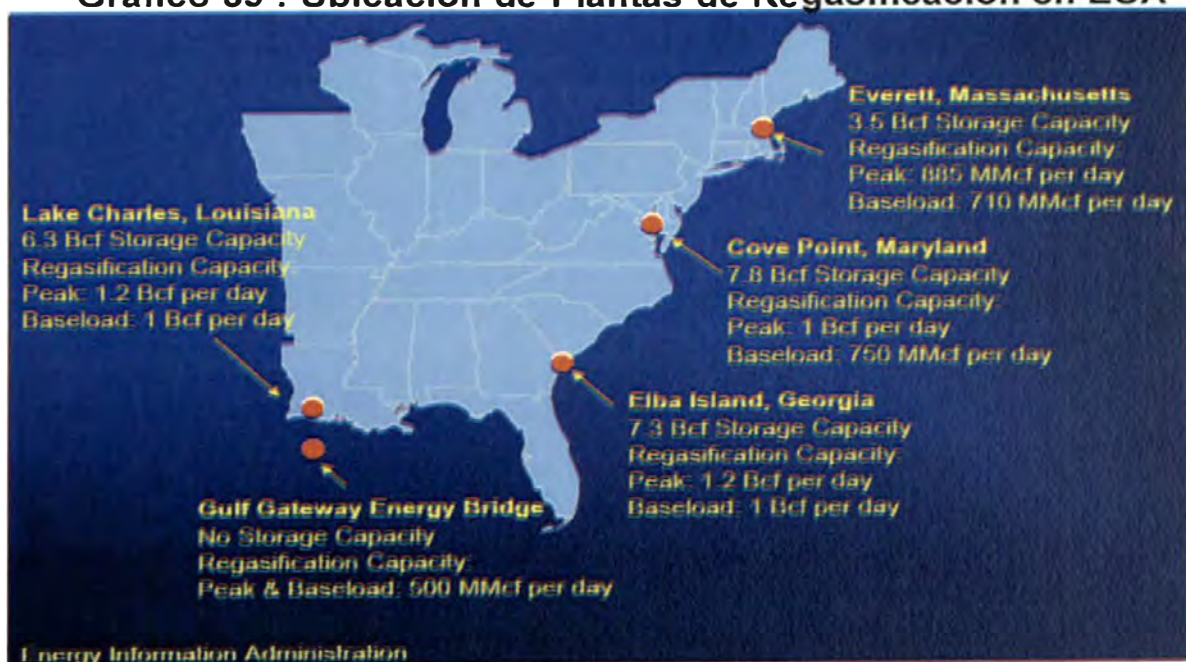 Gráfico 39 : Ubicación de Plantas de Regasificación en USA
Everett, Massachusetts
3.5 Bcf Storage Capacity
Regasification Capacity:
Peak: 885 MMcf per day
Baseload: 710 MMcf per day
Lake Charles, Louisiana
6.3 Bcf Storage Capacity
Regasification Capacity:
Peak: 1.2 Bcf per day
Baseload: 1 Bcf per day
Cove Point, Maryland
7.8 Bcf Storage Capacity
Regasification Capacity:
Peak: 1 Bcf per day
Baseload: 750 MMcf per day
Elba Island, Georgia
7.3 Bcf Storage Capacity
Regasification Capacity:
Peak: 1.2 Bcf per day
Baseload: 1 Bcf per day
Gulf Gateway Energy Bridge
No Storage Capacity
Regasification Capacity:
Peak & Baseload: 500 MMcf per day
Energy Information Administration